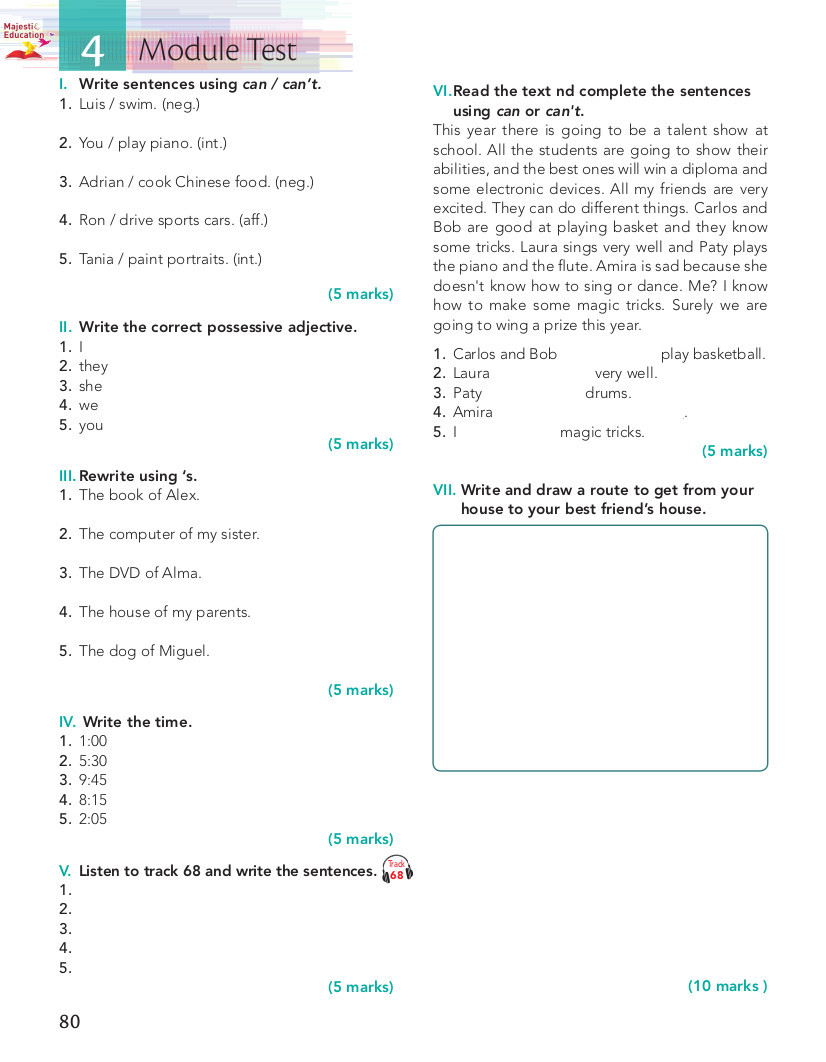 Majestic
Education
4 Module Test
I. Write sentences using can / can't.
1. Luis / swim. (neg.)
2. You / play piano. (int.)
3. Adrian / cook Chinese food. (neg.)
4. Ron / drive sports cars. (aff.)
5. Tania / paint portraits. (int.)
(5 marks)
II. Write the correct possessive adjective.
1. I
2. they
3. she
4. we
5. you
(5 marks)
III. Rewrite using ‘s.
1. The book of Alex.
2. The computer of my sister.
3. The DVD of Alma.
4. The house of my parents.
5. The dog of Miguel.
(5 marks)
IV. Write the time.
1. 1:00
2. 5:30
3. 9:45
4. 8:15
5. 2:05
(5 marks)
V. Listen to track 68 and write the sentences.
Track
68
1.
2.
3.
4.
5.
(5 marks)
80
VI. Read the text nd complete the sentences
using can or can't.
This year there is going to be a talent show at
school. All the students are going to show their
abilities, and the best ones will win a diploma and
some electronic devices. All my friends are very
excited. They can do different things. Carlos and
Bob are good at playing basket and they know
some tricks. Laura sings very well and Paty plays
the piano and the flute. Amira is sad because she
doesn't know how to sing or dance. Me? I know
how to make some magic tricks. Surely we are
going to wing a prize this year.
1. Carlos and Bob play basketball.
2. Laura very well.
3. Paty drums.
4. Amira .
5. I magic tricks.
(5 marks)
VII. Write and draw a route to get from your
house to your best friend’s house.
(10 marks )